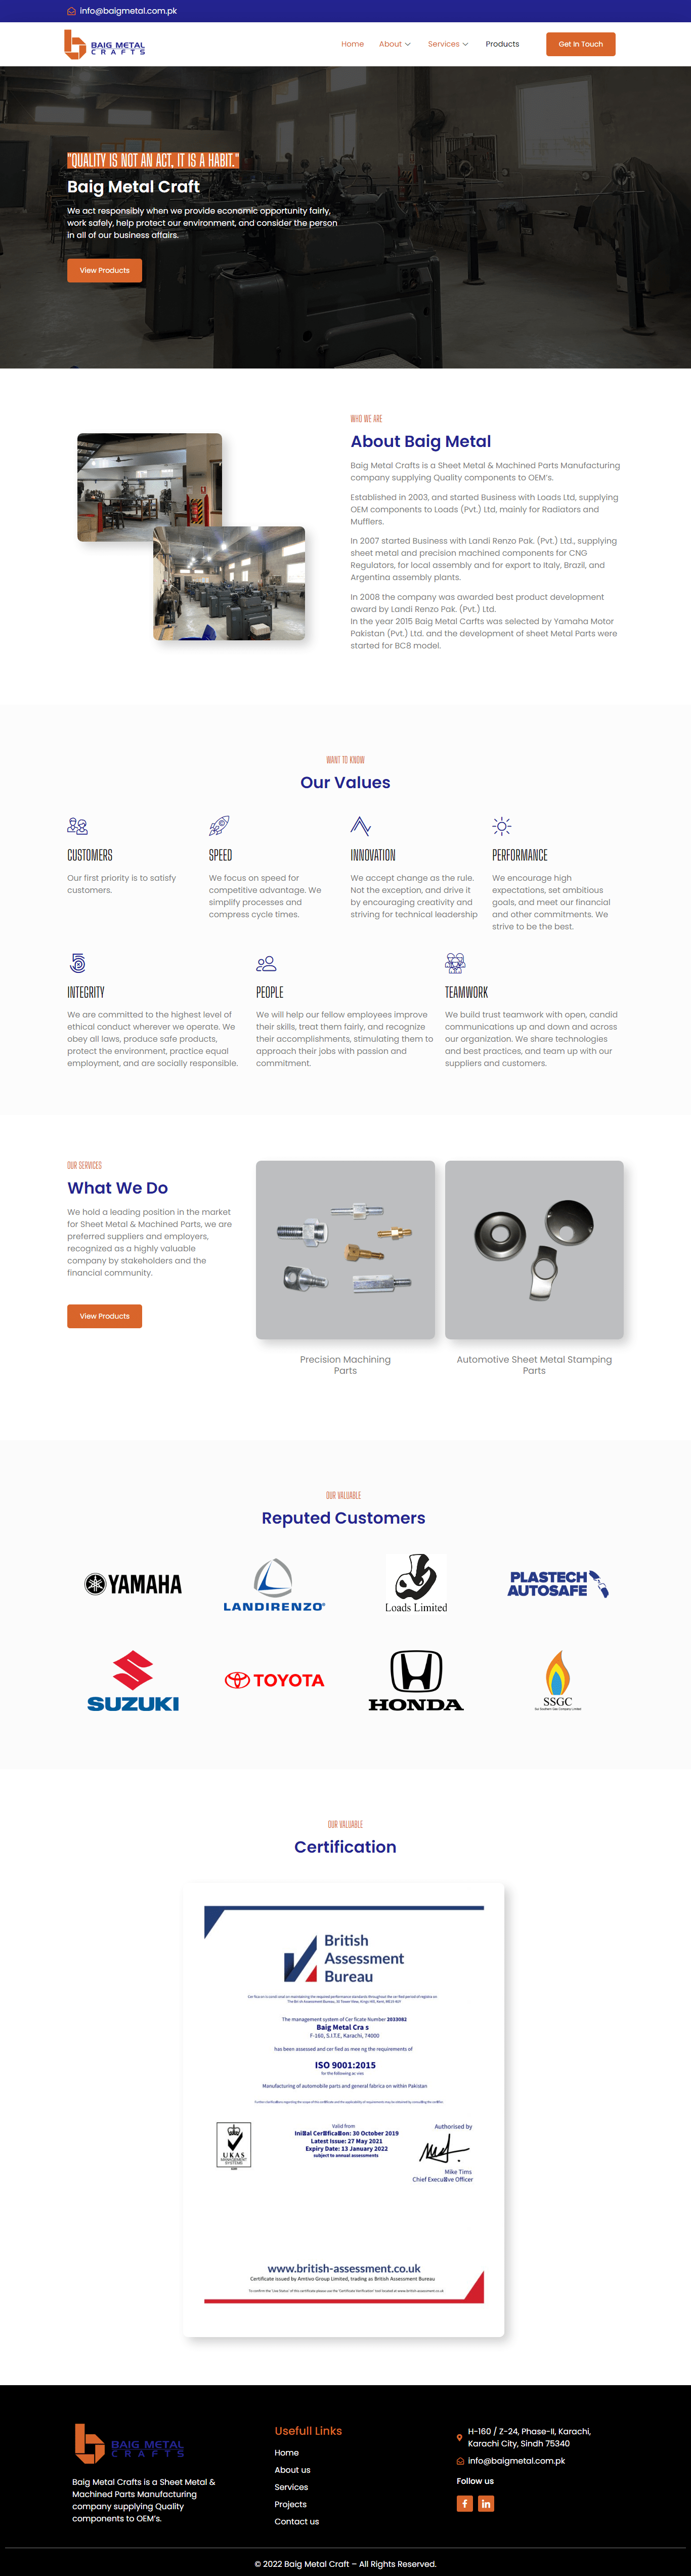 info@baigmetal.com.pk
BAIG METAL
CRAFTS
Home
About
Services
Products
Get In Touch
"QUALITY IS NOT AN ACT, IT IS A HABIT."
Baig Metal Craft
We act responsibly when we provide economic opportunity fairly,
work safely, help protect our environment, and consider the person
in all of our business affairs.
View Products
WHO WE ARE
About Baig Metal
Baig Metal Crafts is a Sheet Metal & Machined Parts Manufacturing
company supplying Quality components to OEM's.
Established in 2003, and started Business with Loads Ltd, supplying
OEM components to Loads (Pvt.) Ltd, mainly for Radiators and
Mufflers.
In 2007 started Business with Landi Renzo Pak. (Pvt.) Ltd., supplying
sheet metal and precision machined components for CNG
Regulators, for local assembly and for export to Italy, Brazil, and
Argentina assembly plants.
In 2008 the company was awarded best product development
award by Landi Renzo Pak. (Pvt.) Ltd.
In the year 2015 Baig Metal Carfts was selected by Yamaha Motor
Pakistan (Pvt.) Ltd. and the development of sheet Metal Parts were
started for BC8 model.
WANT TO KNOW
Our Values
CUSTOMERS
Our first priority is to satisfy
customers.
SPEED
We focus on speed for
competitive advantage. We
simplify processes and
compress cycle times.
INNOVATION
We accept change as the rule.
Not the exception, and drive it
by encouraging creativity and
striving for technical leadership
PERFORMANCE
We encourage high
expectations, set ambitious
goals, and meet our financial
and other commitments. We
strive to be the best.
INTEGRITY
We are committed to the highest level of
ethical conduct wherever we operate. We
obey all laws, produce safe products,
protect the environment, practice equal
employment, and are socially responsible.
PEOPLE
We will help our fellow employees improve
their skills, treat them fairly, and recognize
their accomplishments, stimulating them to
approach their jobs with passion and
commitment.
TEAMWORK
We build trust teamwork with open, candid
communications up and down and across
our organization. We share technologies
and best practices, and team up with our
suppliers and customers.
OUR SERVICES
What We Do
We hold a leading position in the market
for Sheet Metal & Machined Parts, we are
preferred suppliers and employers,
recognized as a highly valuable
company by stakeholders and the
financial community.
View Products
Precision Machining
Parts
Automotive Sheet Metal Stamping
Parts
OUR VALUABLE
Reputed Customers
YAMAHA
LANDIRENZO®
Loads Limited
PLASTECH
AUTOSAFE
SUZUKI
TOYOTA
HONDA
SSGC
Sui Southern Gas Company Limited
OUR VALUABLE
Certification
British
Assessment
Bureau
The management system of Cer ficate Number 2033082
Baig Metal Cra s
F-160, S.I.T.E, Karachi, 74000
has been assessed and cer fied as mee ng the requirements of
ISO 9001:2015
for the following ac vies
Manufacturing of automobile parts and general fabrica on within Pakistan
Valid from
Latest Issue: 27 May 2021
Expiry Date: 13 January 2022
subject to annual assessments
UKAS
MANAGEMENT
SYSTEMS
Authorised by
Mike Tims
www.british-assessment.co.uk
Certificate issued by Amtivo Group Limited, trading as British Assessment Bureau
BAIG METAL
CRAFTS
Baig Metal Crafts is a Sheet Metal &
Machined Parts Manufacturing
company supplying Quality
components to OEM's.
Usefull Links
Home
About us
Services
Projects
Contact us
H-160 / Z-24, Phase-II, Karachi,
Karachi City, Sindh 75340
info@baigmetal.com.pk
Follow us
© 2022 Baig Metal Craft – All Rights Reserved.